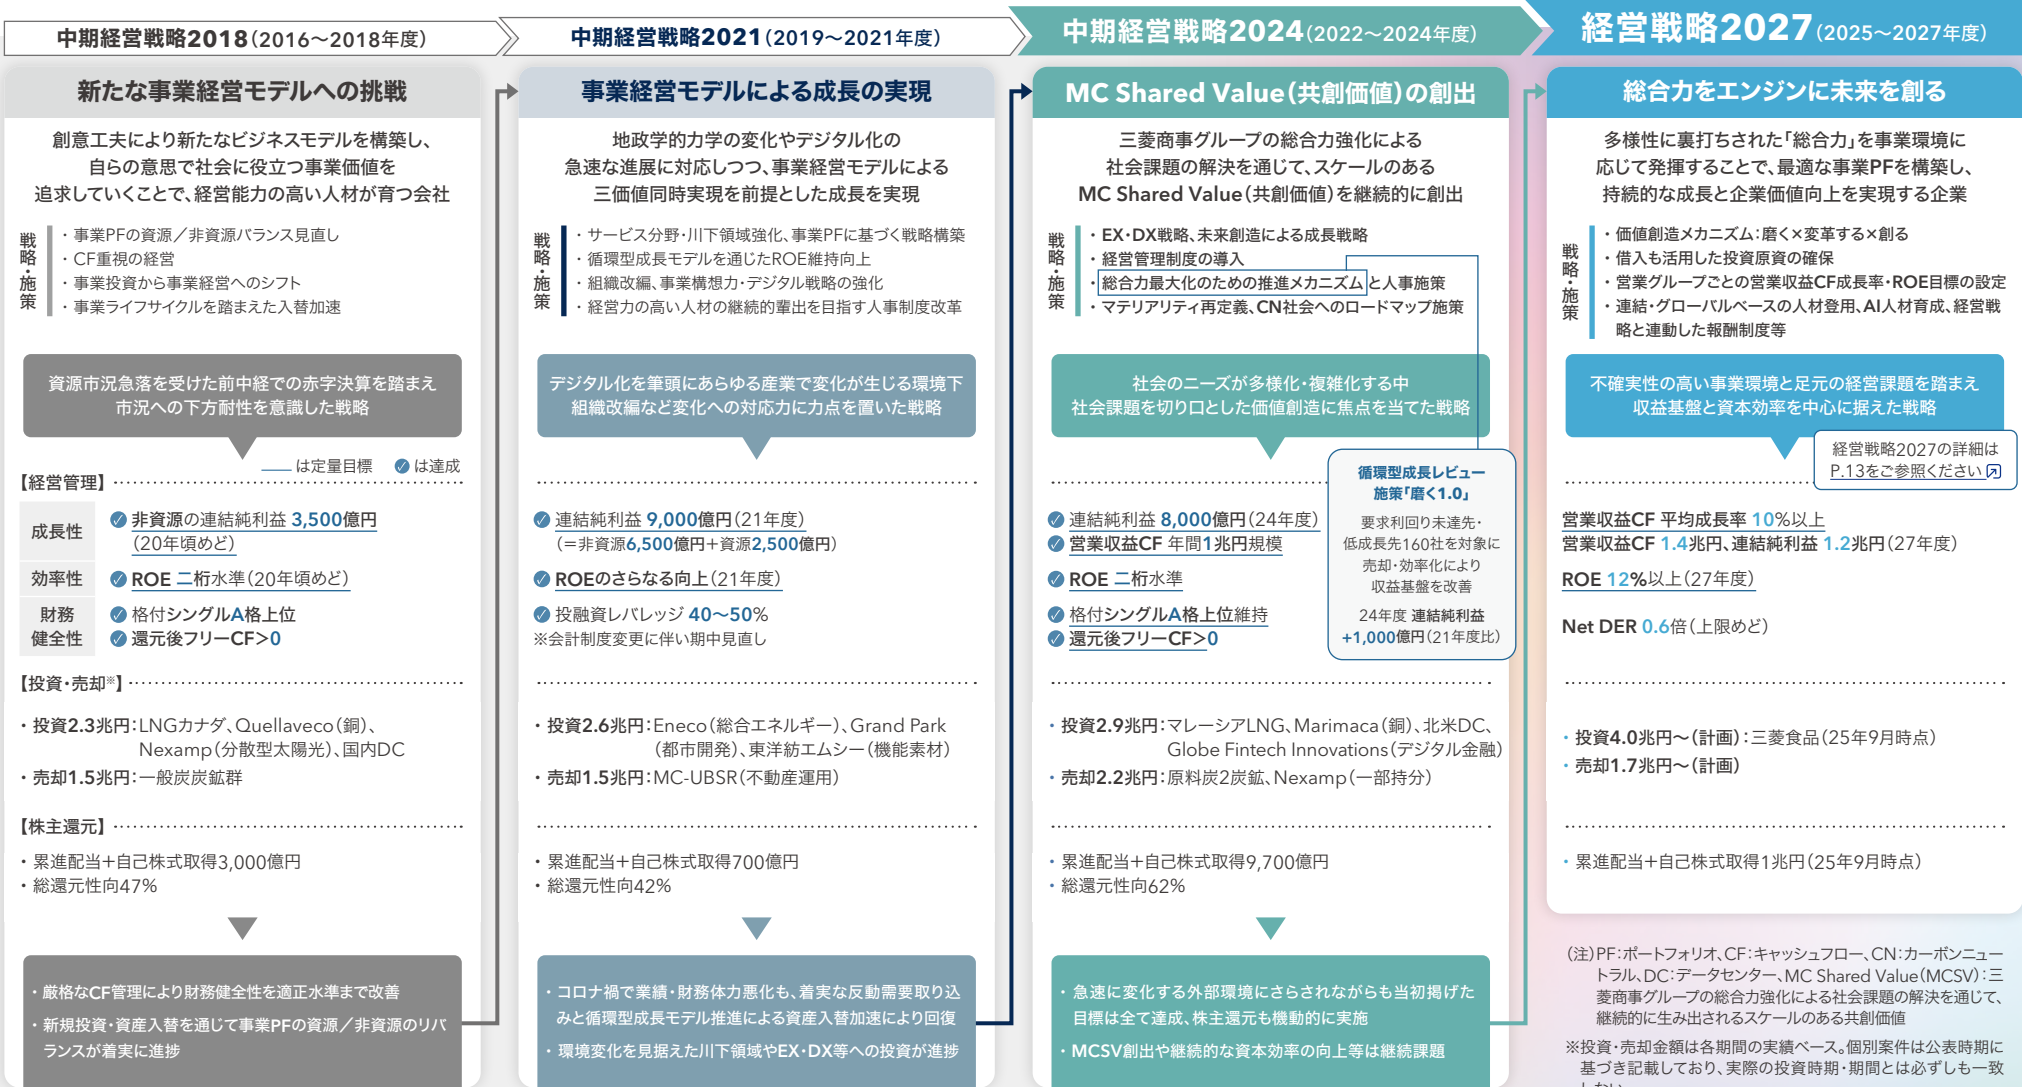 中期経営戦略2018(2016〜2018年度)
中期経営戦略2021(2019〜2021年度)
中期経営戦略2024(2022〜2024年度)
経営戦略2027(2025〜2027年度)
新たな事業経営モデルへの挑戦
創意工夫により新たなビジネスモデルを構築し、
自らの意思で社会に役立つ事業価値を
追求していくことで、経営能力の高い人材が育つ会社
戦略・施策
・事業PFの資源／非資源バランス見直し
・CF重視の経営
・事業投資から事業経営へのシフト
・事業ライフサイクルを踏まえた入替加速
資源市況急落を受けた前中経での赤字決算を踏まえ
市況への下方耐性を意識した戦略
＿＿は定量目標 ✓は達成
【経営管理】
成長性
✓非資源の連結純利益 3,500億円
(20年頃めど)
効率性
✓ROE 二桁水準(20年頃めど)
財務
健全性
✓格付シングルA格上位
✓還元後フリーCF>0
【投資・売却※】
・投資2.3兆円：LNGカナダ、Quellaveco(銅)、
Nexamp(分散型太陽光)、国内DC
・売却1.5兆円：一般炭炭鉱群
【株主還元】
・累進配当＋自己株式取得3,000億円
・総還元性向47%
・厳格なCF管理により財務健全性を適正水準まで改善
・新規投資・資産入替を通じて事業PFの資源／非資源のリバ
ランスが着実に進捗
事業経営モデルによる成長の実現
地政学的力学の変化やデジタル化の
急速な進展に対応しつつ、事業経営モデルによる
三価値同時実現を前提とした成長を実現
戦略・施策
・サービス分野・川下領域強化、事業PFに基づく戦略構築
・循環型成長モデルを通じたROE維持向上
・組織改編、事業構想力・デジタル戦略の強化
・経営力の高い人材の継続的輩出を目指す人事制度改革
デジタル化を筆頭にあらゆる産業で変化が生じる環境下
組織改編など変化への対応力に力点を置いた戦略
✓連結純利益 9,000億円(21年度)
(＝非資源6,500億円＋資源2,500億円)
✓ROEのさらなる向上(21年度)
✓投融資レバレッジ 40〜50%
※会計制度変更に伴い期中見直し
・投資2.6兆円：Eneco(総合エネルギー)、Grand Park
(都市開発)、東洋紡エムシー(機能素材)
・売却1.5兆円：MC-UBSR(不動産運用)
・累進配当＋自己株式取得700億円
・総還元性向42%
・コロナ禍で業績・財務体力悪化も、着実な反動需要取り込
みと循環型成長モデル推進による資産入替加速により回復
・環境変化を見据えた川下領域やEX・DX等への投資が進捗
MC Shared Value(共創価値)の創出
三菱商事グループの総合力強化による
社会課題の解決を通じて、スケールのある
MC Shared Value(共創価値)を継続的に創出
戦略・施策
・EX・DX戦略、未来創造による成長戦略
・経営管理制度の導入
・総合力最大化のための推進メカニズムと人事施策
・マテリアリティ再定義、CN社会へのロードマップ施策
社会のニーズが多様化・複雑化する中
社会課題を切り口とした価値創造に焦点を当てた戦略
循環型成長レビュー
施策「磨く1.0」
要求利回り未達先・
低成長先160社を対象に
売却・効率化により
収益基盤を改善
24年度 連結純利益
+1,000億円(21年度比)
✓連結純利益 8,000億円(24年度)
✓営業収益CF 年間1兆円規模
✓ROE 二桁水準
✓格付シングルA格上位維持
✓還元後フリーCF>0
・投資2.9兆円：マレーシアLNG、Marimaca(銅)、北米DC、
Globe Fintech Innovations(デジタル金融)
・売却2.2兆円：原料炭2炭鉱、Nexamp(一部持分)
・累進配当＋自己株式取得9,700億円
・総還元性向62%
・急速に変化する外部環境にさらされながらも当初掲げた
目標は全て達成、株主還元も機動的に実施
・MCSV創出や継続的な資本効率の向上等は継続課題
総合力をエンジンに未来を創る
多様性に裏打ちされた「総合力」を事業環境に
応じて発揮することで、最適な事業PFを構築し、
持続的な成長と企業価値向上を実現する企業
戦略・施策
・価値創造メカニズム：磨く×変革する×創る
・借入も活用した投資原資の確保
・営業グループごとの営業収益CF成長率・ROE目標の設定
・連結・グローバルベースの人材登用、AI人材育成、経営戦
略と連動した報酬制度等
不確実性の高い事業環境と足元の経営課題を踏まえ
収益基盤と資本効率を中心に据えた戦略
経営戦略2027の詳細は
P.13をご参照ください
営業収益CF 平均成長率 10%以上
営業収益CF 1.4兆円、連結純利益 1.2兆円(27年度)
ROE 12%以上(27年度)
Net DER 0.6倍(上限めど)
・投資4.0兆円〜(計画)：三菱食品(25年9月時点)
・売却1.7兆円〜(計画)
・累進配当＋自己株式取得1兆円(25年9月時点)
(注)PF：ポートフォリオ、CF：キャッシュフロー、CN：カーボンニュー
トラル、DC：データセンター、MC Shared Value(MCSV)：三
菱商事グループの総合力強化による社会課題の解決を通じて、
継続的に生み出されるスケールのある共創価値
※投資・売却金額は各期間の実績ベース。個別案件は公表時期に
基づき記載しており、実際の投資時期・期間とは必ずしも一致